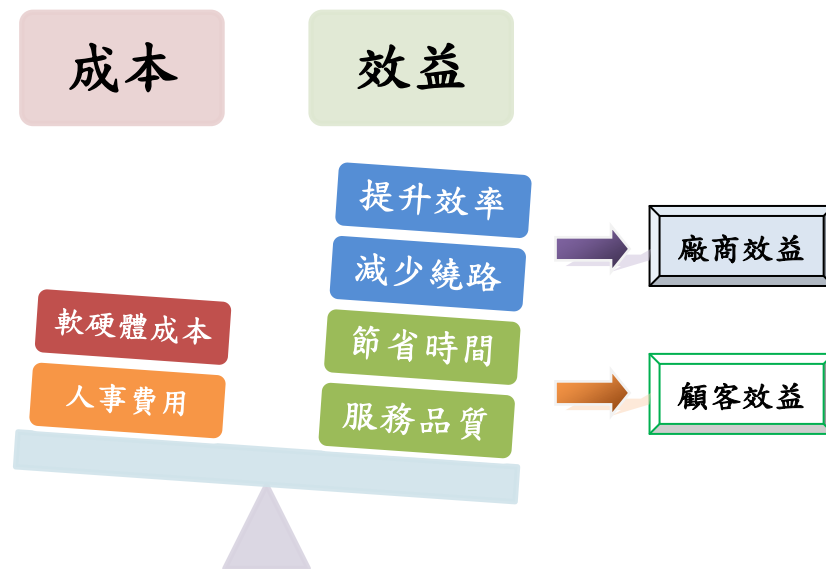 成本
效益
提升效率
減少繞路
節省時間
服務品質
軟硬體成本
人事費用
廠商效益
顧客效益